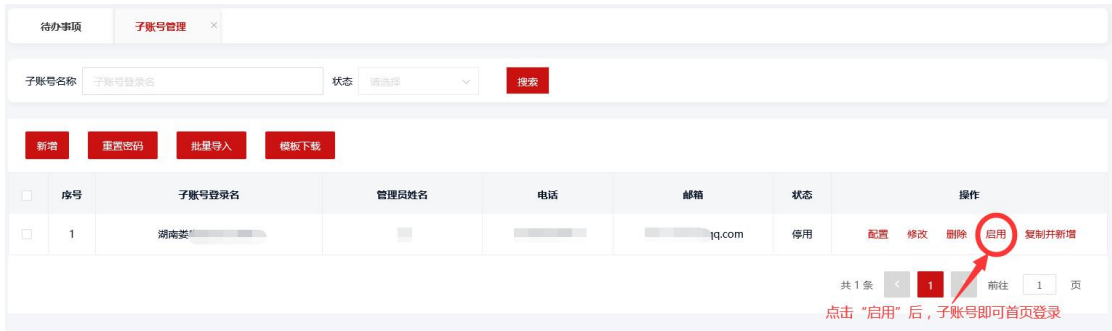 待办事项 子账号管理 ×
子账号名称 子账号登录名 状态 请选择 搜索
新增 重置密码 批量导入 模板下载
序号 子账号登录名 管理员姓名 电话 邮箱 状态 操作
1 湖南娄 qq.com 停用 配置 修改 删除 启用 复制并新增
共 1 条 < 1 前往 1 页
点击“启用”后，子账号即可首页登录